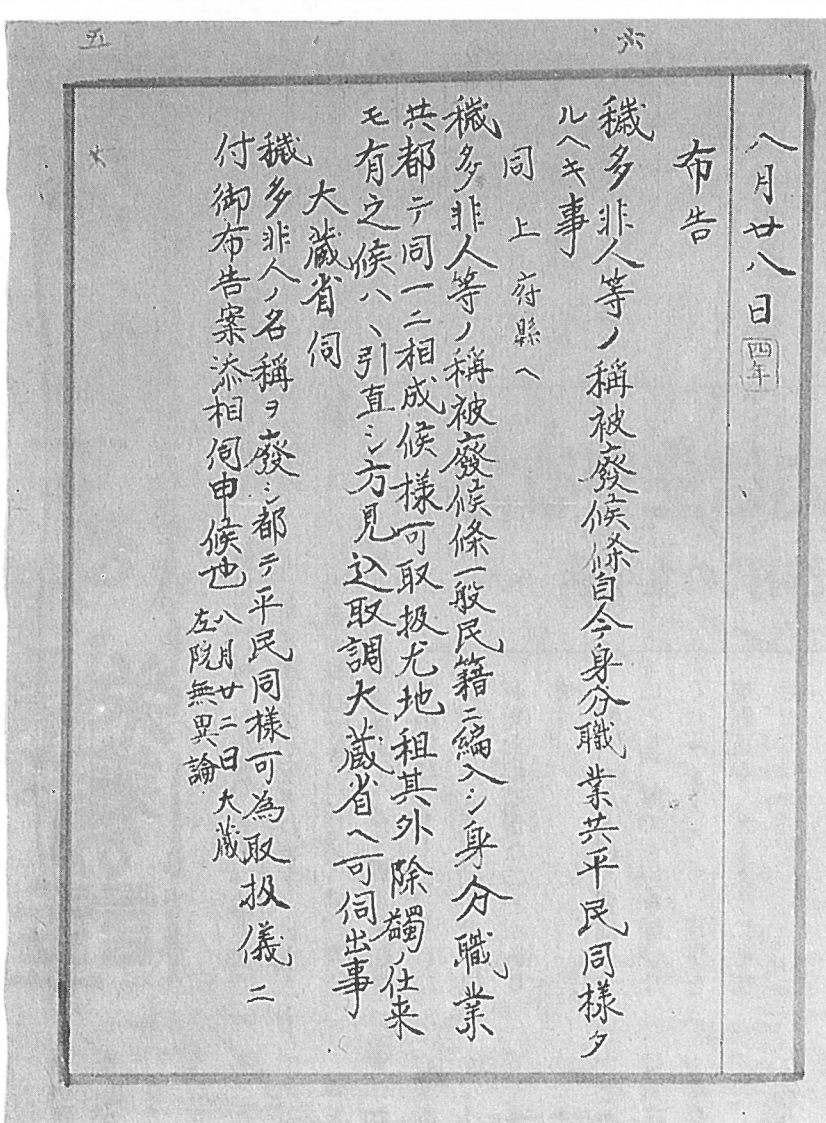 六
五
八月廿八日 四年
布告
穢多非人等ノ稱被廢候條自今身分職業共平民同樣タ
ルヘキ事
同上府縣ヘ
穢多非人等ノ稱被廢候條一般民籍ニ編入シ身分職業
共都テ同一ニ相成候樣可取扱尤地租其外除蠲ノ仕来
モ有之候ハヽ引直シ方見込取調大藏省ヘ可伺出事
大藏省伺
穢多非人ノ名稱ヲ廢シ都テ平民同樣可為取扱儀ニ
付御布告案添相伺申候也 八月廿二日 大藏
左院無異論